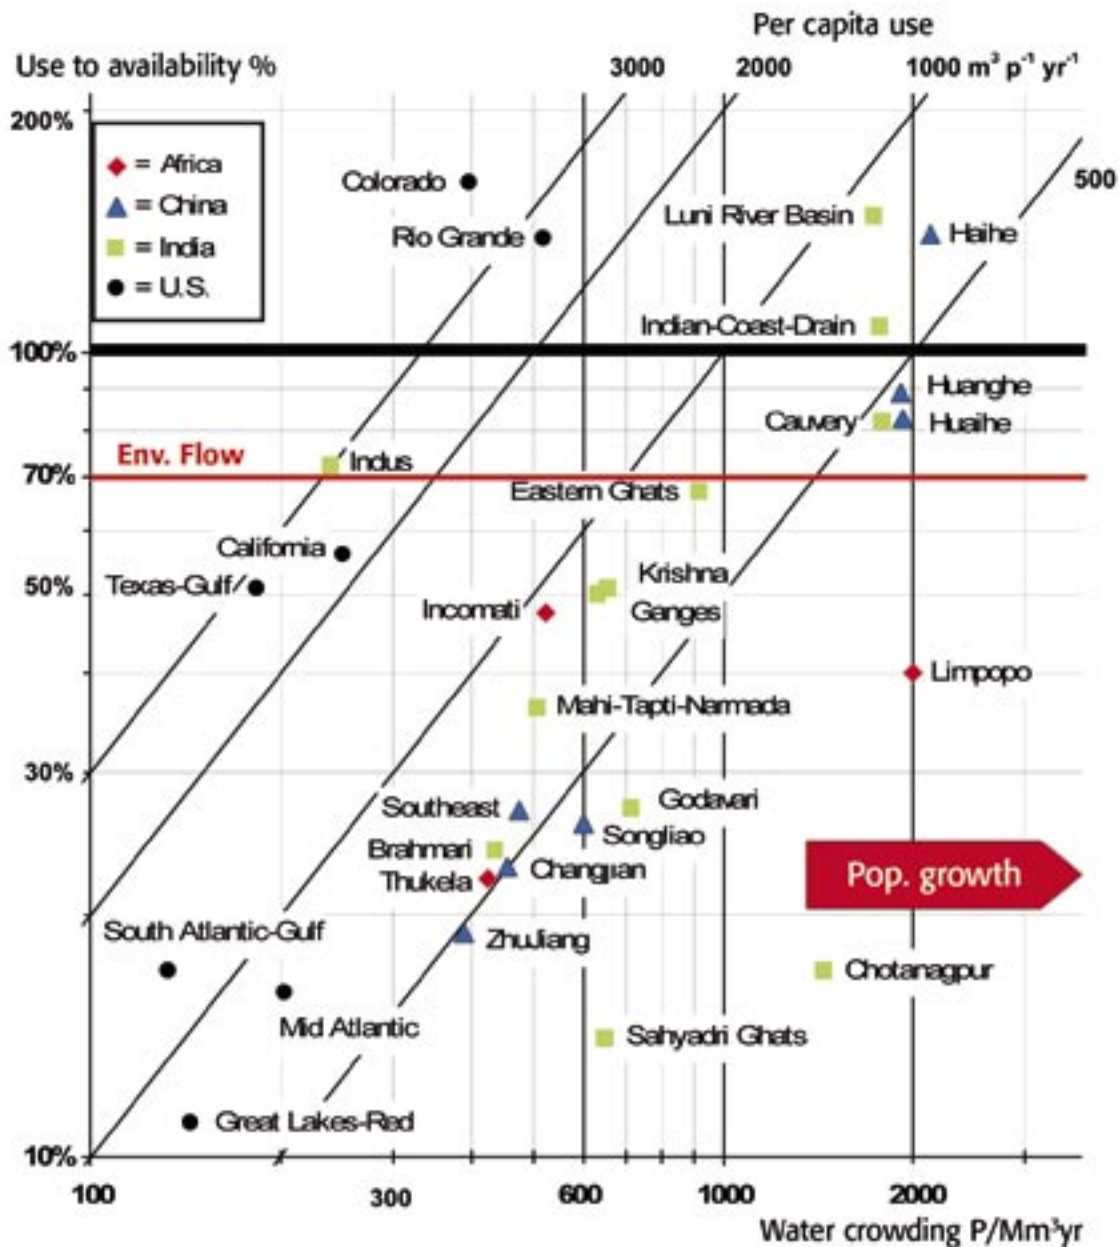 Per capita use
Use to availability %
3000
2000
1000 m³ p⁻¹ yr⁻¹
500
200%
= Africa
= China
= India
= U.S.
Colorado
Rio Grande
Luni River Basin
Haihe
Indian-Coast-Drain
100%
Huanghe
Cauvery
Huaihe
Env. Flow
Indus
70%
Eastern Ghats
California
Texas-Gulf
50%
Krishna
Incomati
Ganges
Limpopo
Mahi-Tapti-Narmada
30%
Southeast
Godavari
Songliao
Brahmari
Changjian
Thukela
Pop. growth
South Atlantic-Gulf
ZhuJiang
Chotanagpur
Mid Atlantic
Sahyadri Ghats
Great Lakes-Red
10%
100
300
600
1000
2000
Water crowding P/Mm³yr